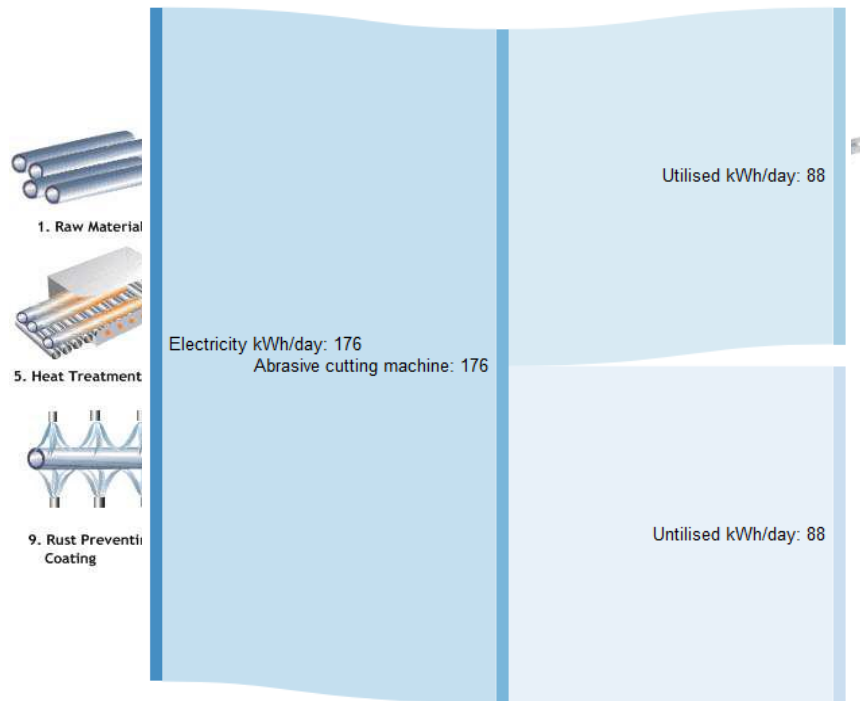 1. Raw Material
Utilised kWh/day: 88
Electricity kWh/day: 176
Abrasive cutting machine: 176
5. Heat Treatment
9. Rust
Coating
Untilised kWh/day: 88